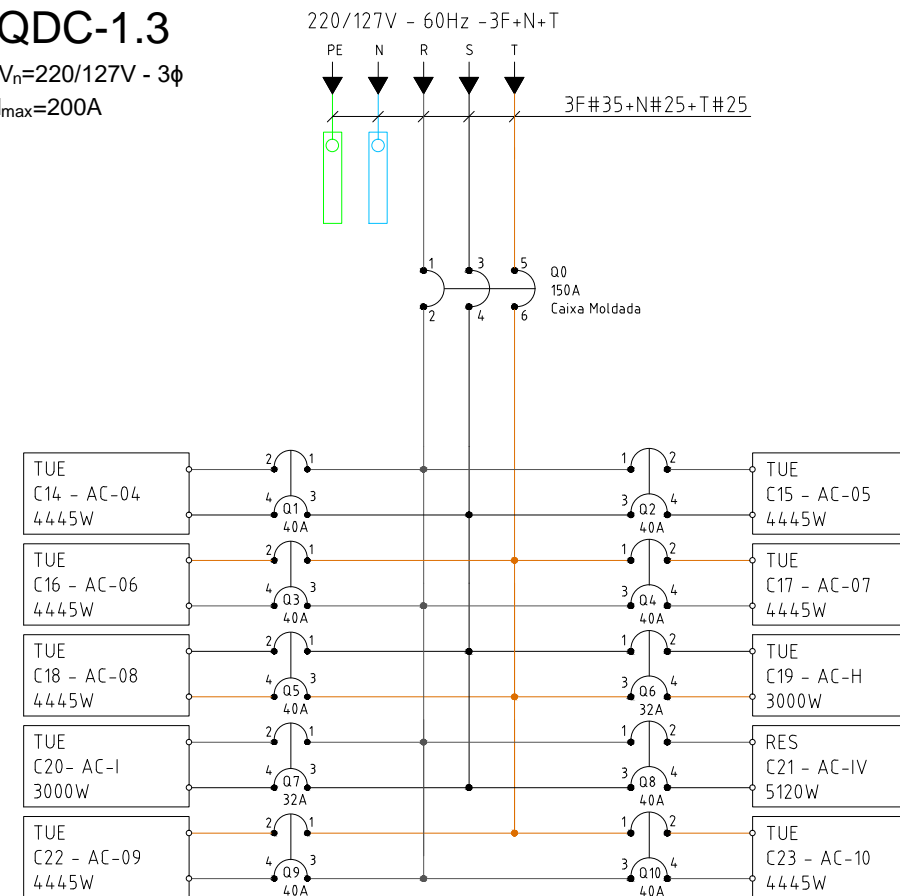 QDC-1.3
220/127V - 60Hz -3F+N+T
Vn=220/127V - 3ϕ
PE N R S T
max=200A
3F#35+N#25+T#25
1 3 5
Q0
150A
Caixa Moldada
2 4 6
TUE
C14 - AC-04
4445W
2 1
4 3
Q1
40A
1 2
3 4
Q2
40A
TUE
C15 - AC-05
4445W
TUE
C16 - AC-06
4445W
2 1
4 3
Q3
40A
1 2
3 4
Q4
40A
TUE
C17 - AC-07
4445W
TUE
C18 - AC-08
4445W
2 1
4 3
Q5
40A
1 2
3 4
Q6
32A
TUE
C19 - AC-H
3000W
TUE
C20- AC-I
3000W
2 1
4 3
Q7
32A
1 2
3 4
Q8
40A
RES
C21 - AC-IV
5120W
TUE
C22 - AC-09
4445W
2 1
4 3
Q9
40A
1 2
3 4
Q10
40A
TUE
C23 - AC-10
4445W